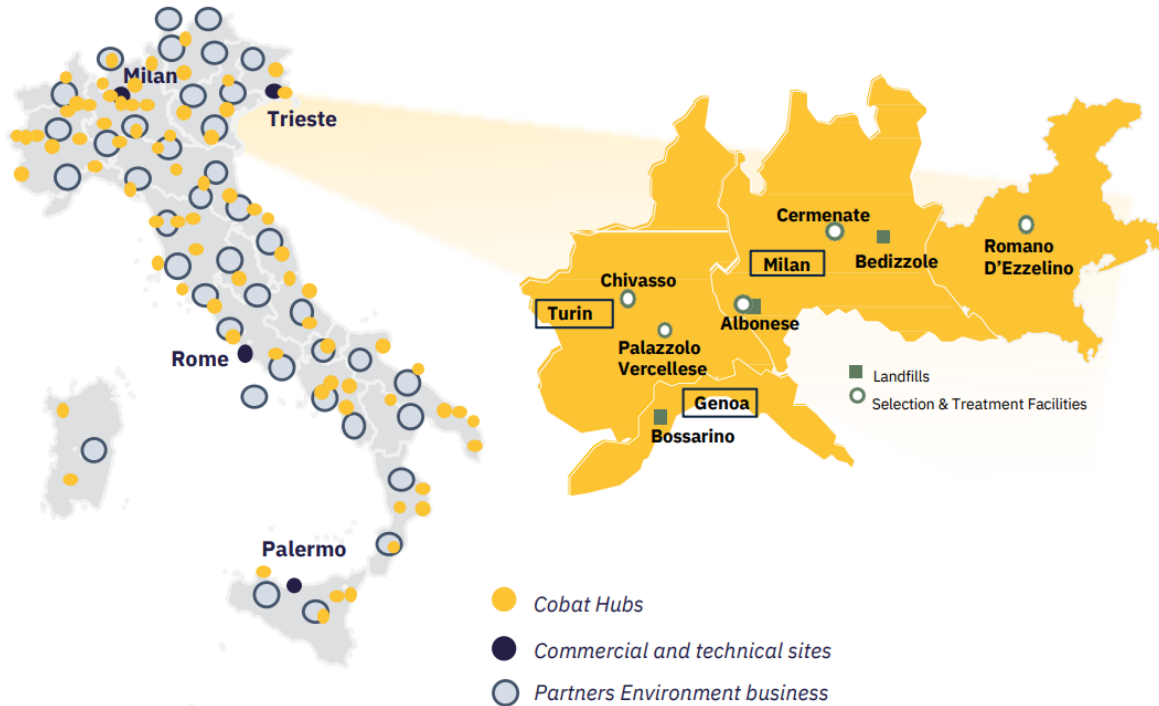 Milan
Trieste
Rome
Palermo
Cermenate
Milan
Bedizzole
Romano
D'Ezzelino
Chivasso
Turin
Albonese
Palazzolo
Vercellese
Genoa
Bossarino
Landfills
Selection & Treatment Facilities
Cobat Hubs
Commercial and technical sites
Partners Environment business